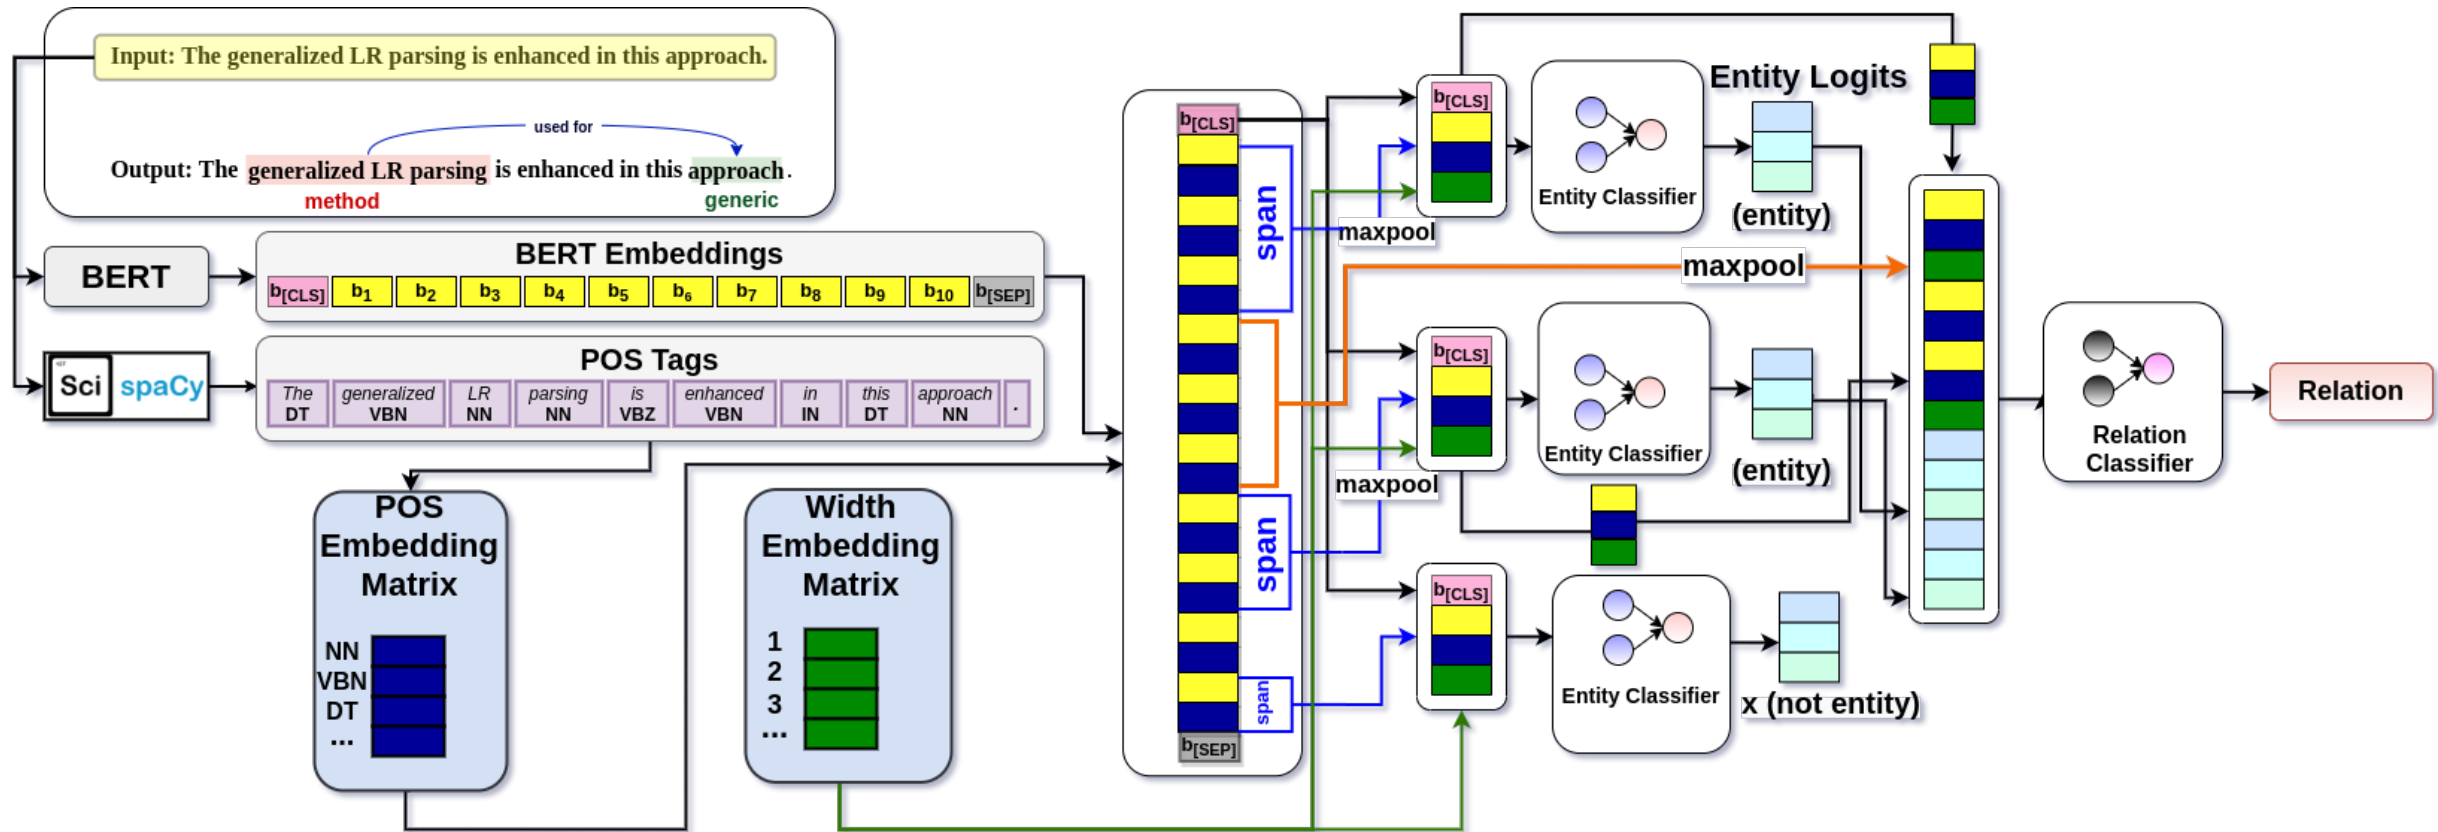 Input: The generalized LR parsing is enhanced in this approach.
used for
Output: The generalized LR parsing is enhanced in this approach.
method
generic
BERT
BERT Embeddings
b[CLS] b1 b2 b3 b4 b5 b6 b7 b8 b9 b10 b[SEP]
Sci spaCy
POS Tags
The generalized LR parsing is enhanced in this approach .
DT VBN NN NN VBZ VBN IN DT NN
POS
Embedding
Matrix
NN
VBN
DT
...
Width
Embedding
Matrix
1
2
3
...
b[CLS]
span
span
span
b[SEP]
maxpool
maxpool
maxpool
b[CLS]
Entity Classifier
Entity Logits
(entity)
b[CLS]
Entity Classifier
(entity)
b[CLS]
Entity Classifier
x (not entity)
Relation
Classifier
Relation